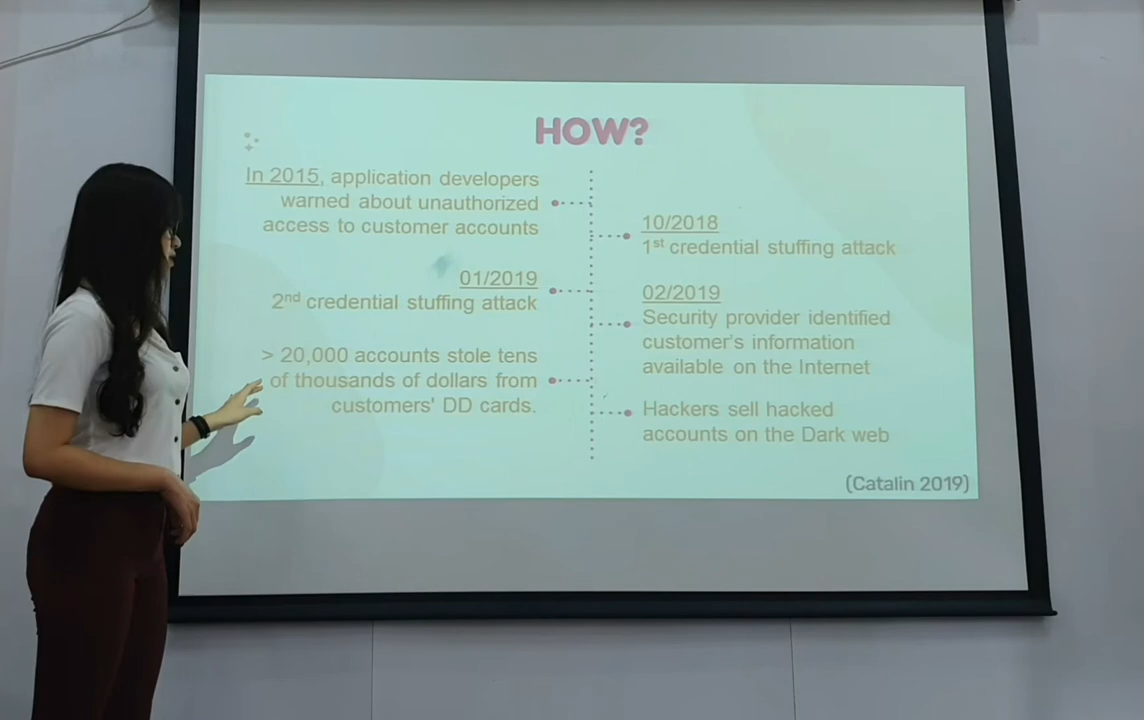 HOW?
In 2015, application developers
warned about unauthorized
access to customer accounts
10/2018
1st credential stuffing attack
01/2019
2nd credential stuffing attack
02/2019
Security provider identified
customer's information
available on the Internet
> 20,000 accounts stole tens
of thousands of dollars from
customers' DD cards.
Hackers sell hacked
accounts on the Dark web
(Catalin 2019)